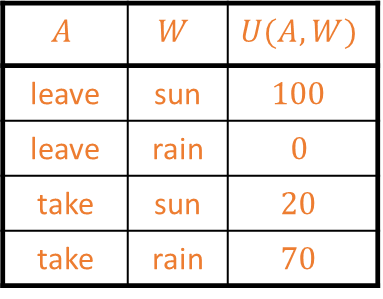 A W U(A, W)
leave sun 100
leave rain 0
take sun 20
take rain 70